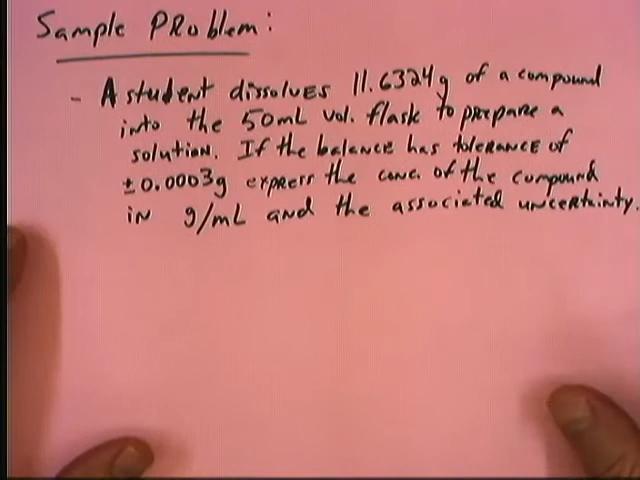 Sample Problem:
- A student dissolves 11.6324g of a compound
into the 50mL vol. flask to prepare a
solution. If the balance has tolerance of
±0.0003g express the conc. of the compound
in g/mL and the associated uncertainty.